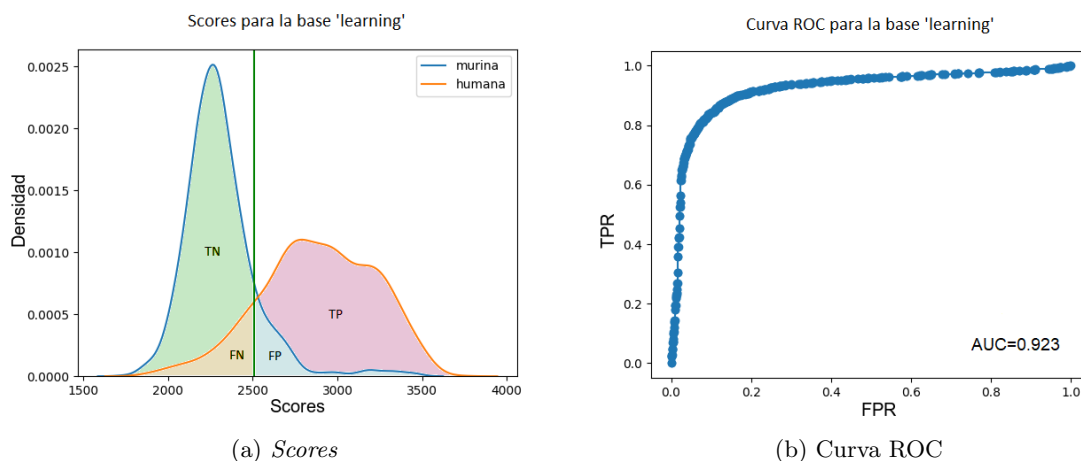 Scores para la base 'learning'
murina
humana
0.0025
0.0020
0.0015
0.0010
0.0005
0.0000
Densidad
TN
TP
FN
FP
1500
2000
2500
3000
3500
4000
Scores
(a) Scores
Curva ROC para la base 'learning'
1.0
0.8
0.6
0.4
0.2
0.0
TPR
AUC=0.923
0.0
0.2
0.4
0.6
0.8
1.0
FPR
(b) Curva ROC